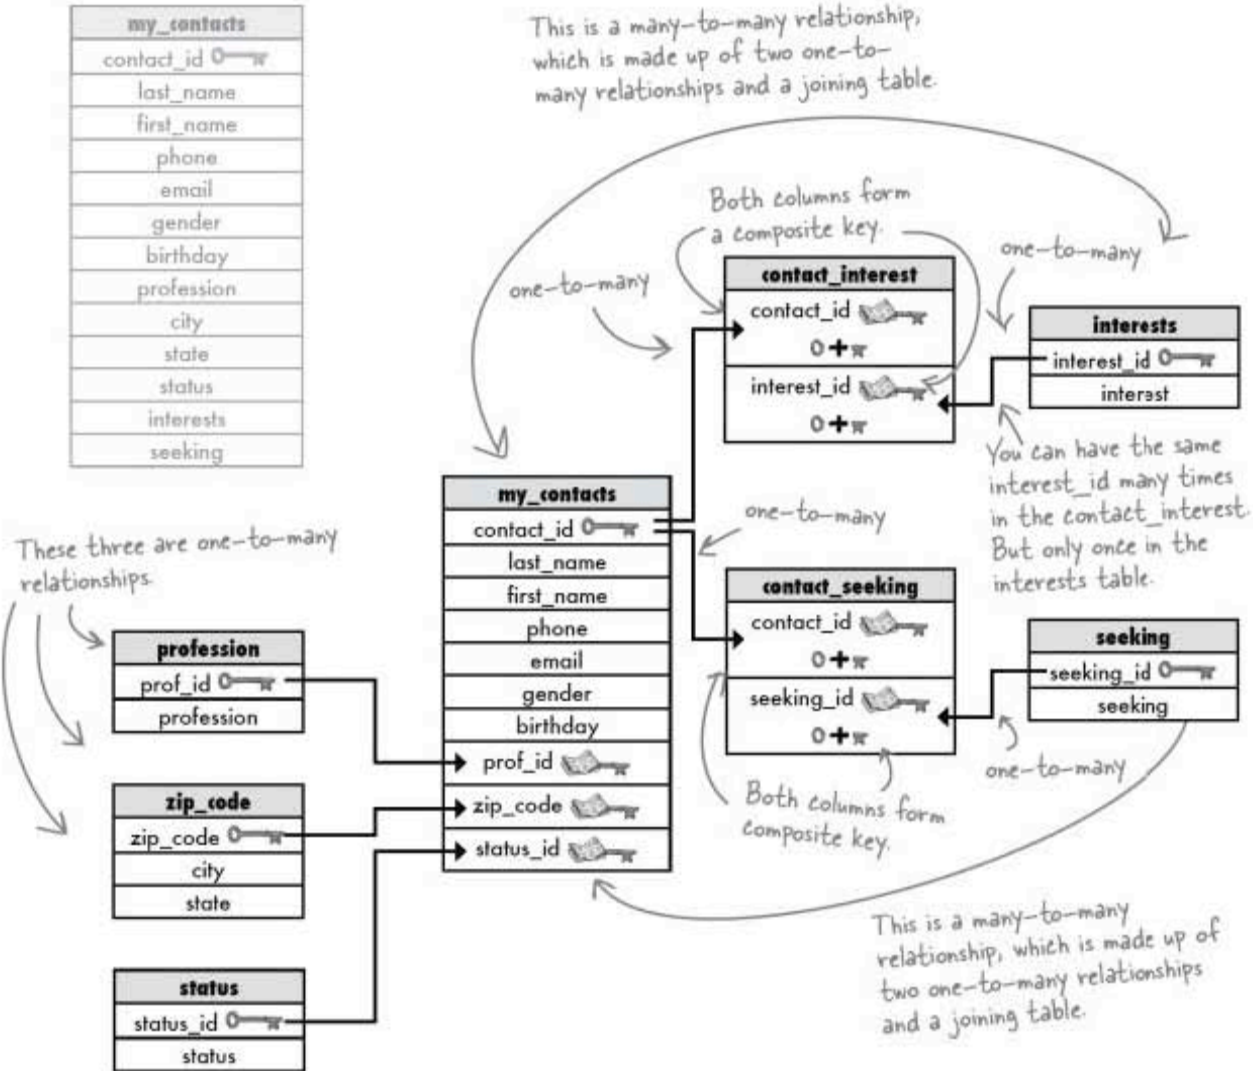 my_contacts
contact_id
last_name
first_name
phone
email
gender
birthday
profession
city
state
status
interests
seeking
This is a many-to-many relationship,
which is made up of two one-to-
many relationships and a joining table.
Both columns form
a composite key.
one-to-many
one-to-many
contact_interest
contact_id
interest_id
interests
interest_id
interest
You can have the same
interest_id many times
in the contact_interest.
But only once in the
interests table.
my_contacts
contact_id
last_name
first_name
phone
email
gender
birthday
prof_id
zip_code
status_id
one-to-many
These three are one-to-many
relationships.
profession
prof_id
profession
zip_code
zip_code
city
state
status
status_id
status
contact_seeking
contact_id
seeking_id
seeking
seeking_id
seeking
one-to-many
Both columns form
composite key.
This is a many-to-many
relationship, which is made up of
two one-to-many relationships
and a joining table.